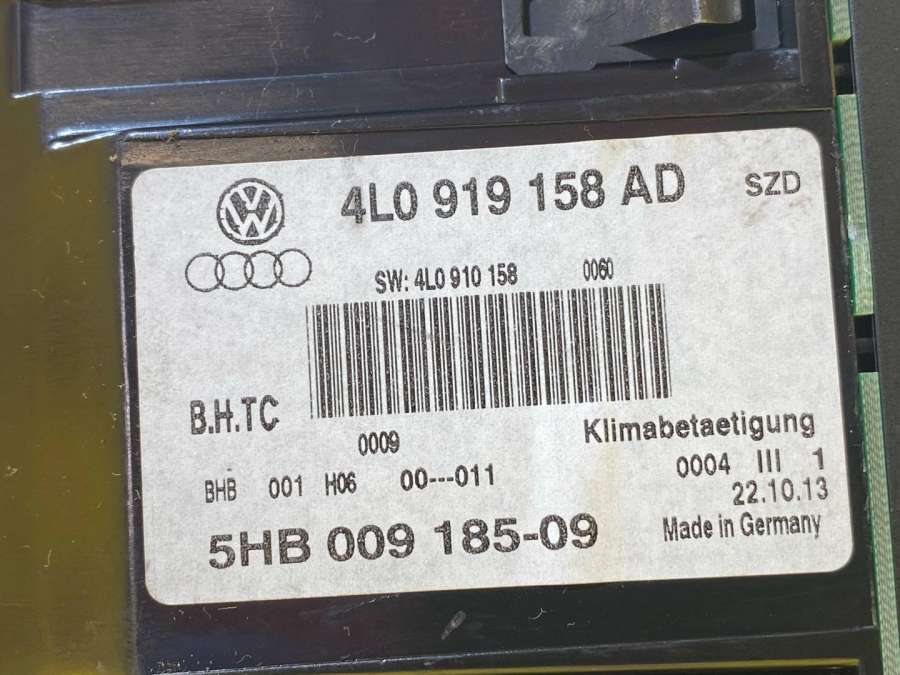 4L0 919 158 AD SZD
SW: 4L0 910 158 0060
B.H.TC
0009
Klimabetaetigung
BHB 001 H06 00---011
0004 III 1
22.10.13
5HB 009 185-09
Made in Germany